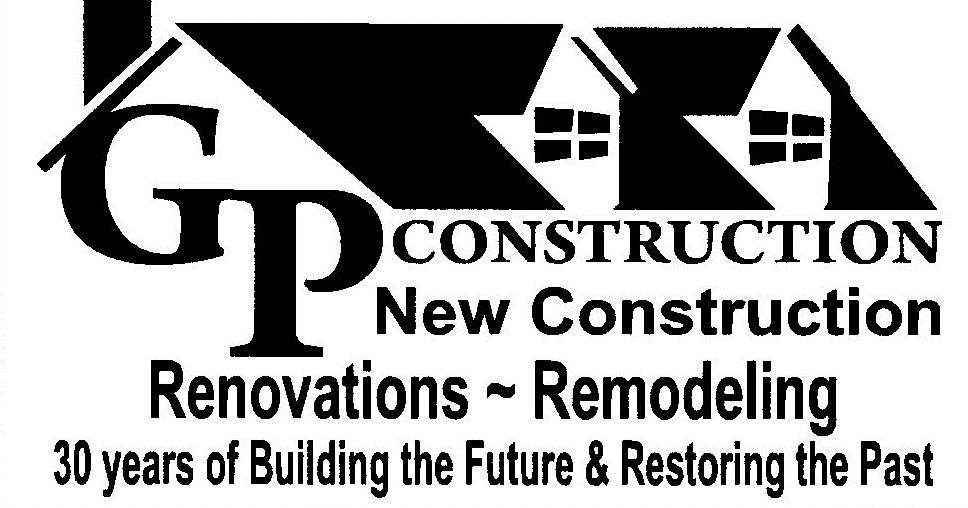 GP CONSTRUCTION
New Construction
Renovations ~ Remodeling
30 years of Building the Future & Restoring the Past